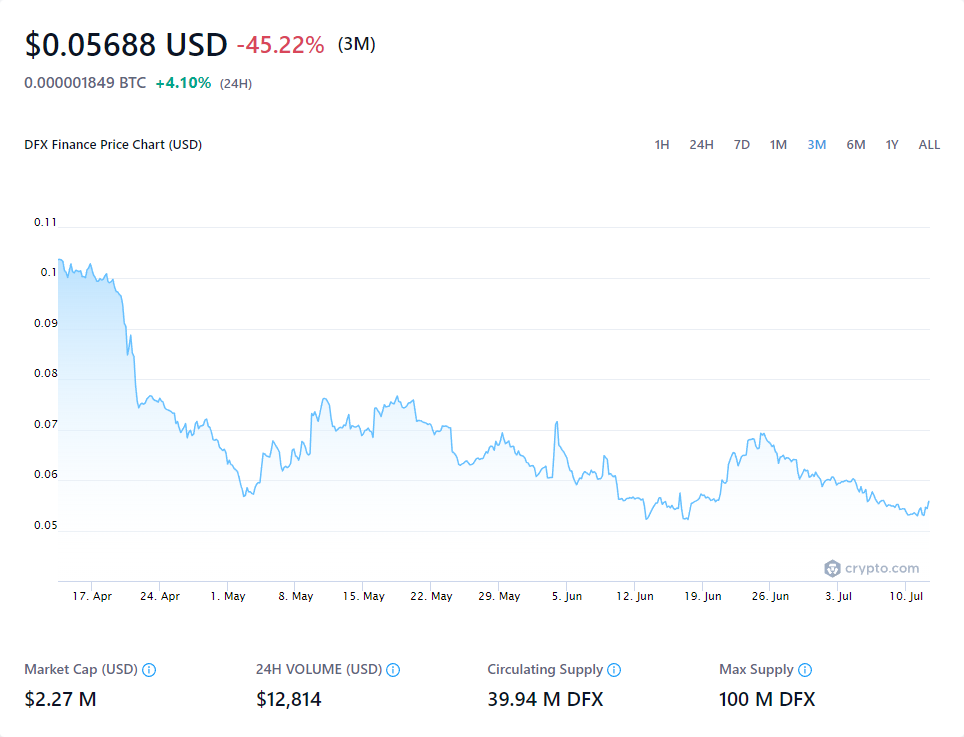 $0.05688 USD -45.22% (3M)
0.000001849 BTC +4.10% (24H)
DFX Finance Price Chart (USD) 1H 24H 7D 1M 3M 6M 1Y ALL
0.11
0.1
0.09
0.08
0.07
0.06
0.05
crypto.com
17. Apr 24. Apr 1. May 8. May 15. May 22. May 29. May 5. Jun 12. Jun 19. Jun 26. Jun 3. Jul 10. Jul
Market Cap (USD) 24H VOLUME (USD) Circulating Supply Max Supply
$2.27 M $12,814 39.94 M DFX 100 M DFX